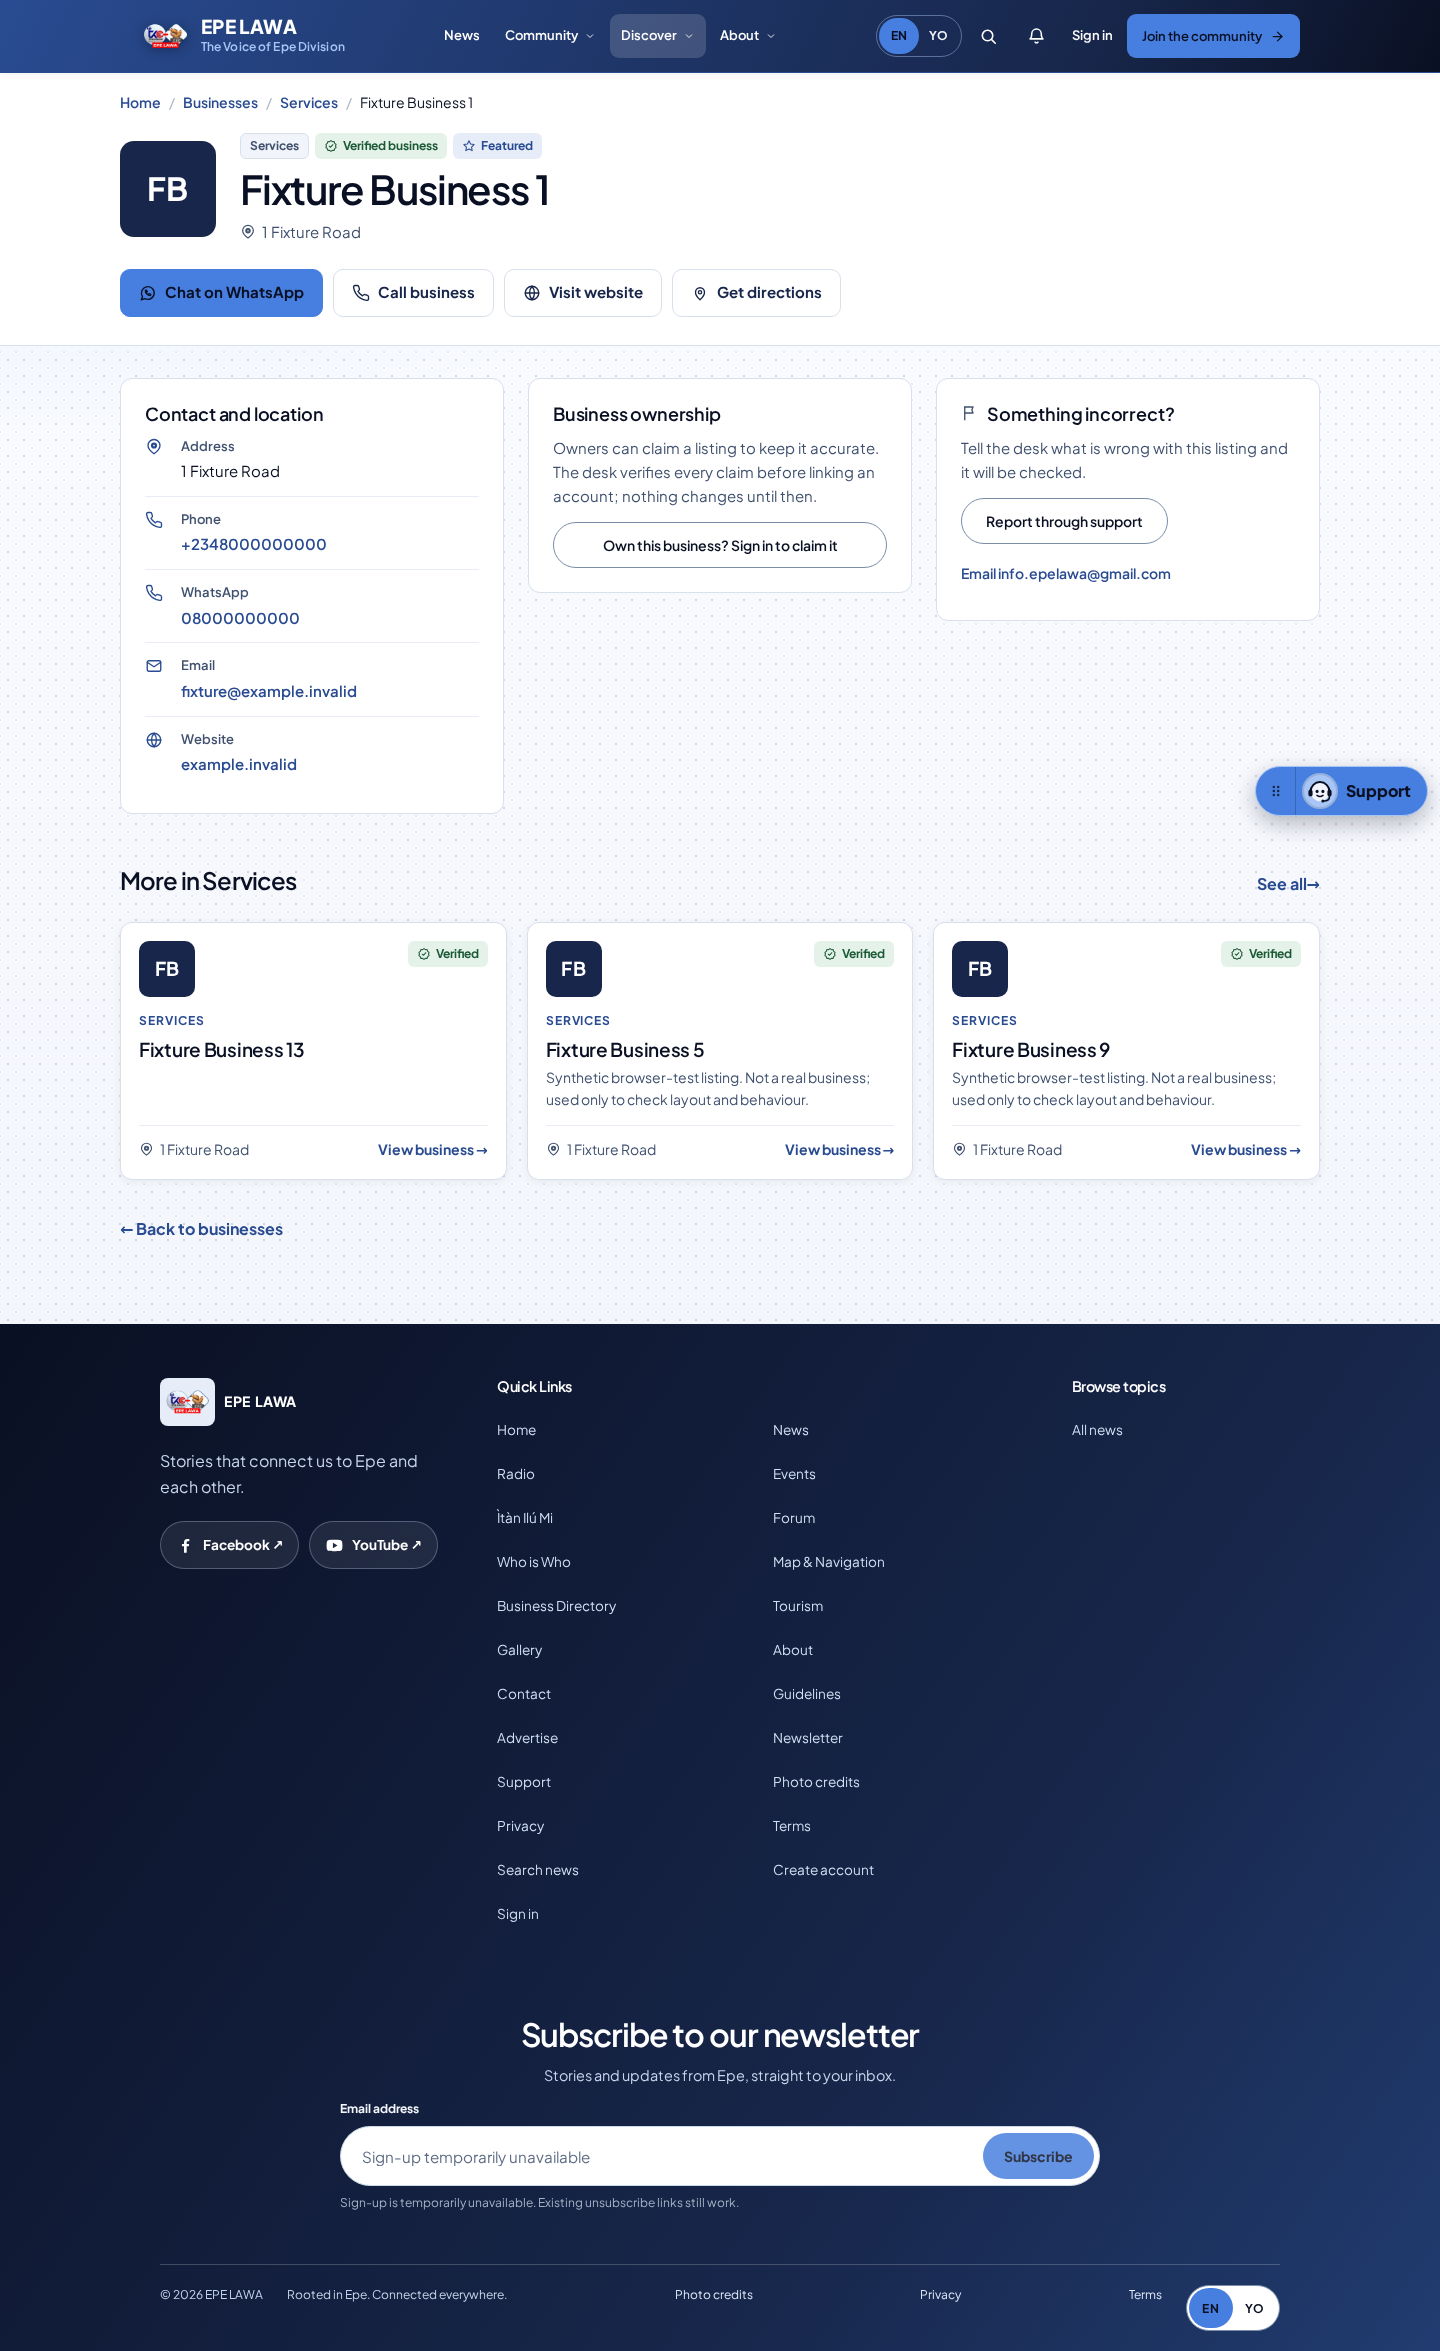 EPE LAWA
The Voice of Epe Division
News
Community
Discover
About
EN
YO
Sign in
Join the community →
Home / Businesses / Services / Fixture Business 1
FB
Services
Verified business
Featured
Fixture Business 1
1 Fixture Road
Chat on WhatsApp
Call business
Visit website
Get directions
Contact and location
Address
1 Fixture Road
Phone
+2348000000000
WhatsApp
08000000000
Email
fixture@example.invalid
Website
example.invalid
Business ownership
Owners can claim a listing to keep it accurate.
The desk verifies every claim before linking an
account; nothing changes until then.
Own this business? Sign in to claim it
Something incorrect?
Tell the desk what is wrong with this listing and
it will be checked.
Report through support
Email info.epelawa@gmail.com
Support
More in Services
See all→
FB
Verified
SERVICES
Fixture Business 13
1 Fixture Road
View business →
FB
Verified
SERVICES
Fixture Business 5
Synthetic browser-test listing. Not a real business;
used only to check layout and behaviour.
1 Fixture Road
View business →
FB
Verified
SERVICES
Fixture Business 9
Synthetic browser-test listing. Not a real business;
used only to check layout and behaviour.
1 Fixture Road
View business →
← Back to businesses
EPE LAWA
Stories that connect us to Epe and
each other.
Facebook ↗
YouTube ↗
Quick Links
Home
News
Radio
Events
Ìtàn Ilú Mi
Forum
Who is Who
Map & Navigation
Business Directory
Tourism
Gallery
About
Contact
Guidelines
Advertise
Newsletter
Support
Photo credits
Privacy
Terms
Search news
Create account
Sign in
Browse topics
All news
Subscribe to our newsletter
Stories and updates from Epe, straight to your inbox.
Email address
Sign-up temporarily unavailable
Subscribe
Sign-up is temporarily unavailable. Existing unsubscribe links still work.
© 2026 EPE LAWA
Rooted in Epe. Connected everywhere.
Photo credits
Privacy
Terms
EN
YO